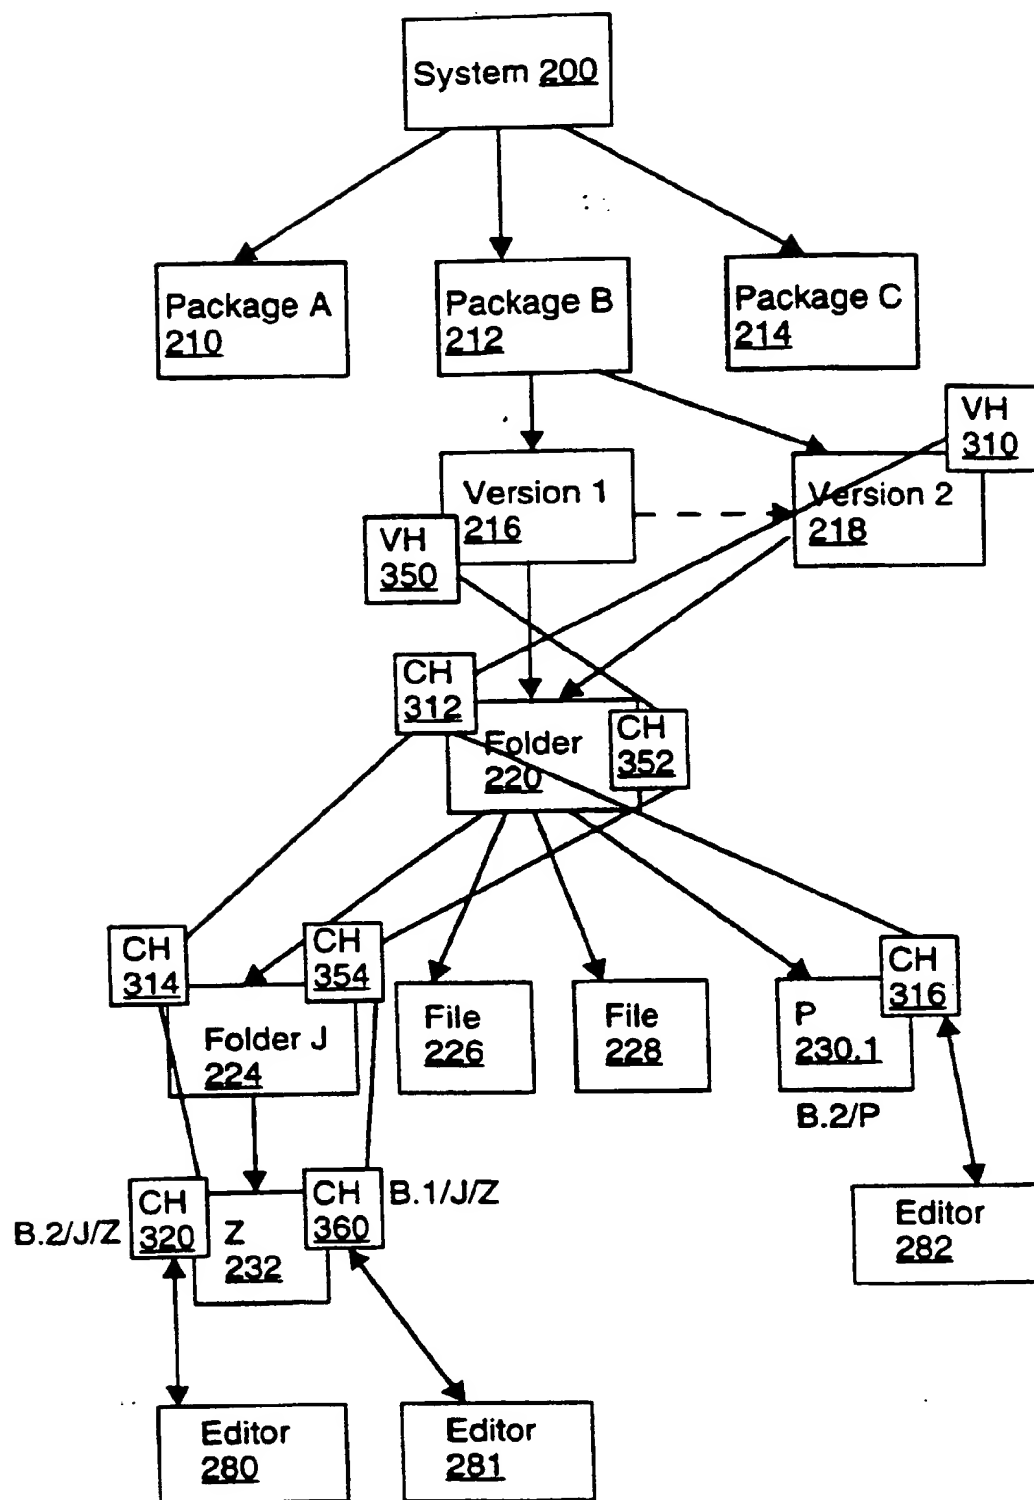 System 200
Package A
210
Package B
212
Package C
214
VH
310
Version 1
216
Version 2
218
VH
350
CH
312
Folder
220
CH
352
CH
314
CH
354
Folder J
224
File
226
File
228
P
230.1
CH
316
B.2/P
B.2/J/Z
CH
320
Z
232
CH
360
B.1/J/Z
Editor
282
Editor
280
Editor
281